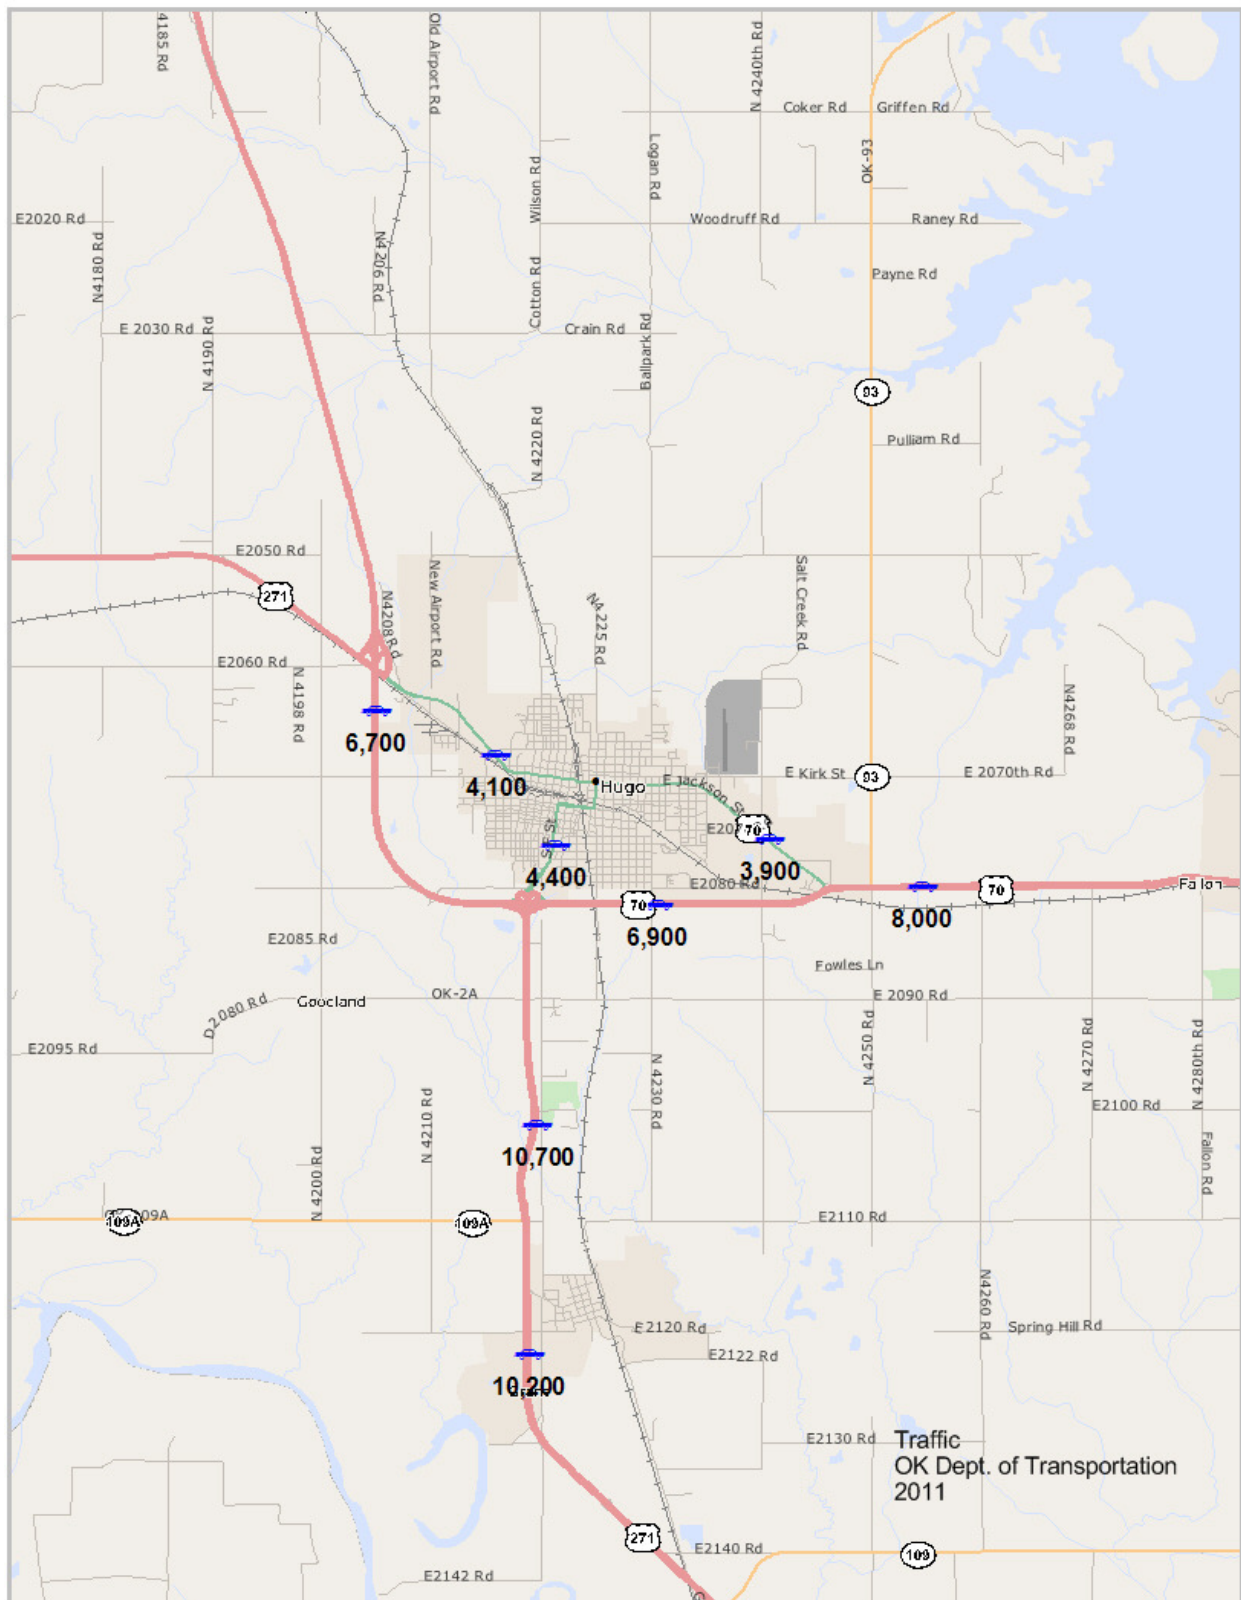 4185 Rd
Old Airport Rd
N 4240th Rd
Coker Rd
Griffen Rd
OK-93
Wilson Rd
Logan Rd
E2020 Rd
Woodruff Rd
Raney Rd
N4180 Rd
N4206 Rd
Cotton Rd
Payne Rd
E 2030 Rd
N 4190 Rd
Crain Rd
Ballpark Rd
93
N 4220 Rd
Pulliam Rd
E2050 Rd
New Airport Rd
Salt Creek Rd
271
N4208 Rd
N4225 Rd
E2060 Rd
N 4198 Rd
N4268 Rd
6,700
4,100
Hugo
E Jackson St
E Kirk St
93
E 2070th Rd
70
S F St
4,400
3,900
E2080 Rd
70
6,900
8,000
70
Fallon
E2085 Rd
Fowles Ln
D2080 Rd
Goodland
OK-2A
E 2090 Rd
E2095 Rd
N 4210 Rd
N 4230 Rd
N 4250 Rd
N 4270 Rd
N 4280th Rd
E2100 Rd
10,700
N 4200 Rd
Fallon Rd
109A
109A
E2110 Rd
N4260 Rd
E 2120 Rd
Spring Hill Rd
E2122 Rd
10,200
E2130 Rd
Traffic
OK Dept. of Transportation
2011
271
E2140 Rd
109
E2142 Rd